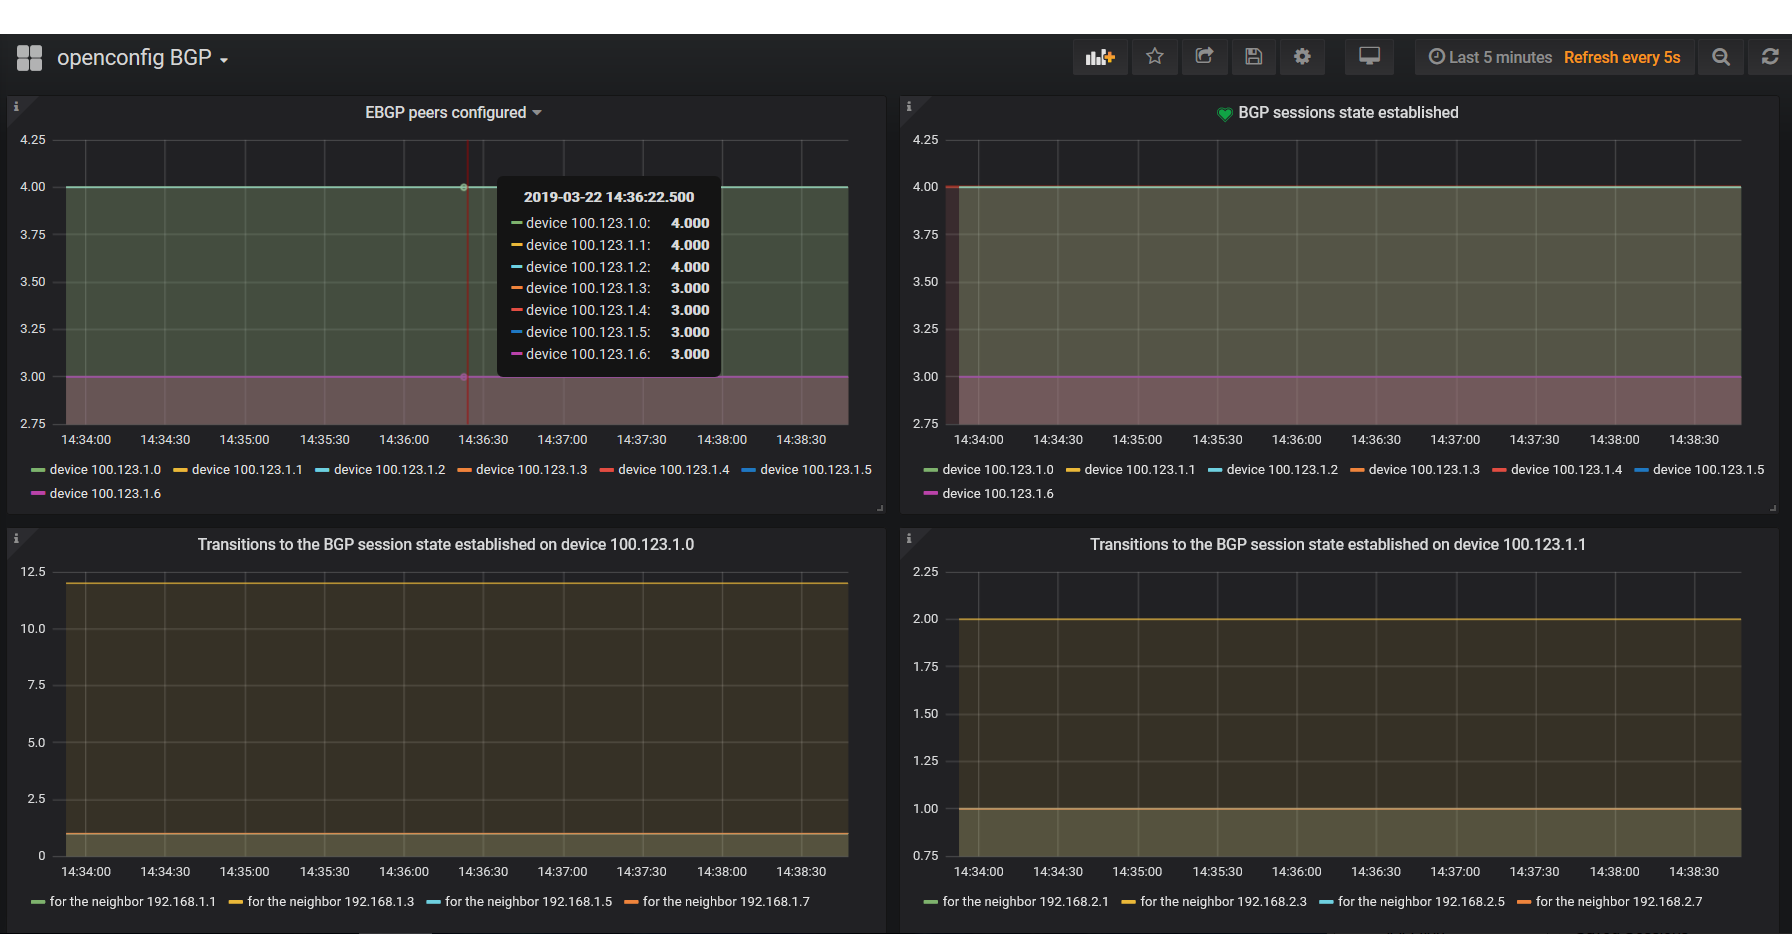 openconfig BGP
Last 5 minutes Refresh every 5s
EBGP peers configured
4.25
4.00
3.75
3.50
3.25
3.00
2.75
14:34:00 14:34:30 14:35:00 14:35:30 14:36:00 14:36:30 14:37:00 14:37:30 14:38:00 14:38:30
2019-03-22 14:36:22.500
device 100.123.1.0: 4.000
device 100.123.1.1: 4.000
device 100.123.1.2: 4.000
device 100.123.1.3: 3.000
device 100.123.1.4: 3.000
device 100.123.1.5: 3.000
device 100.123.1.6: 3.000
device 100.123.1.0 device 100.123.1.1 device 100.123.1.2 device 100.123.1.3 device 100.123.1.4 device 100.123.1.5
device 100.123.1.6
BGP sessions state established
4.25
4.00
3.75
3.50
3.25
3.00
2.75
14:34:00 14:34:30 14:35:00 14:35:30 14:36:00 14:36:30 14:37:00 14:37:30 14:38:00 14:38:30
device 100.123.1.0 device 100.123.1.1 device 100.123.1.2 device 100.123.1.3 device 100.123.1.4 device 100.123.1.5
device 100.123.1.6
Transitions to the BGP session state established on device 100.123.1.0
12.5
10.0
7.5
5.0
2.5
0
14:34:00 14:34:30 14:35:00 14:35:30 14:36:00 14:36:30 14:37:00 14:37:30 14:38:00 14:38:30
for the neighbor 192.168.1.1 for the neighbor 192.168.1.3 for the neighbor 192.168.1.5 for the neighbor 192.168.1.7
Transitions to the BGP session state established on device 100.123.1.1
2.25
2.00
1.75
1.50
1.25
1.00
0.75
14:34:00 14:34:30 14:35:00 14:35:30 14:36:00 14:36:30 14:37:00 14:37:30 14:38:00 14:38:30
for the neighbor 192.168.2.1 for the neighbor 192.168.2.3 for the neighbor 192.168.2.5 for the neighbor 192.168.2.7